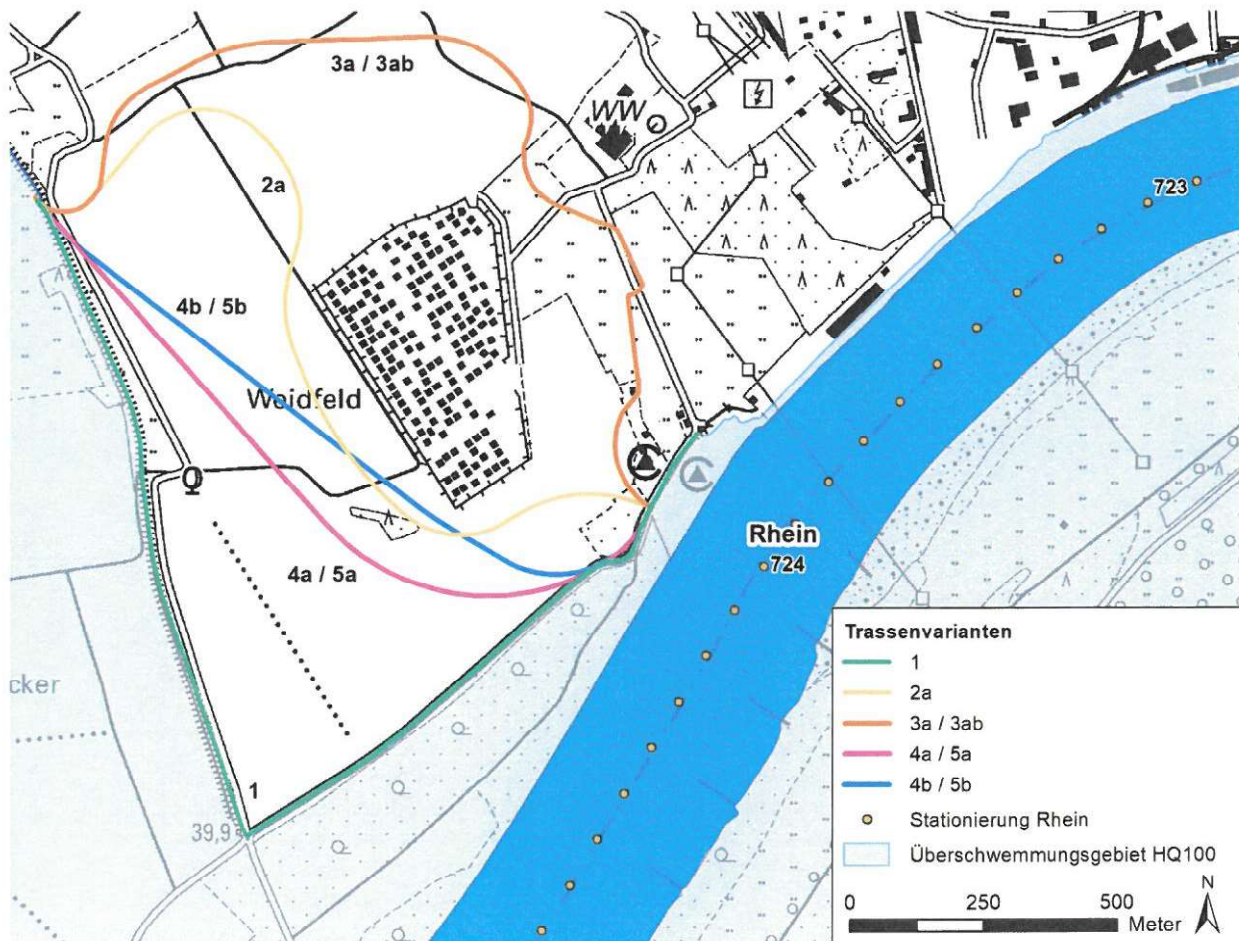 3a / 3ab
WW
723
2a
4b / 5b
Weidfeld
Rhein
724
4a / 5a
cker
1
39,9
Trassenvarianten
1
2a
3a / 3ab
4a / 5a
4b / 5b
Stationierung Rhein
Überschwemmungsgebiet HQ100
N
0 250 500
Meter